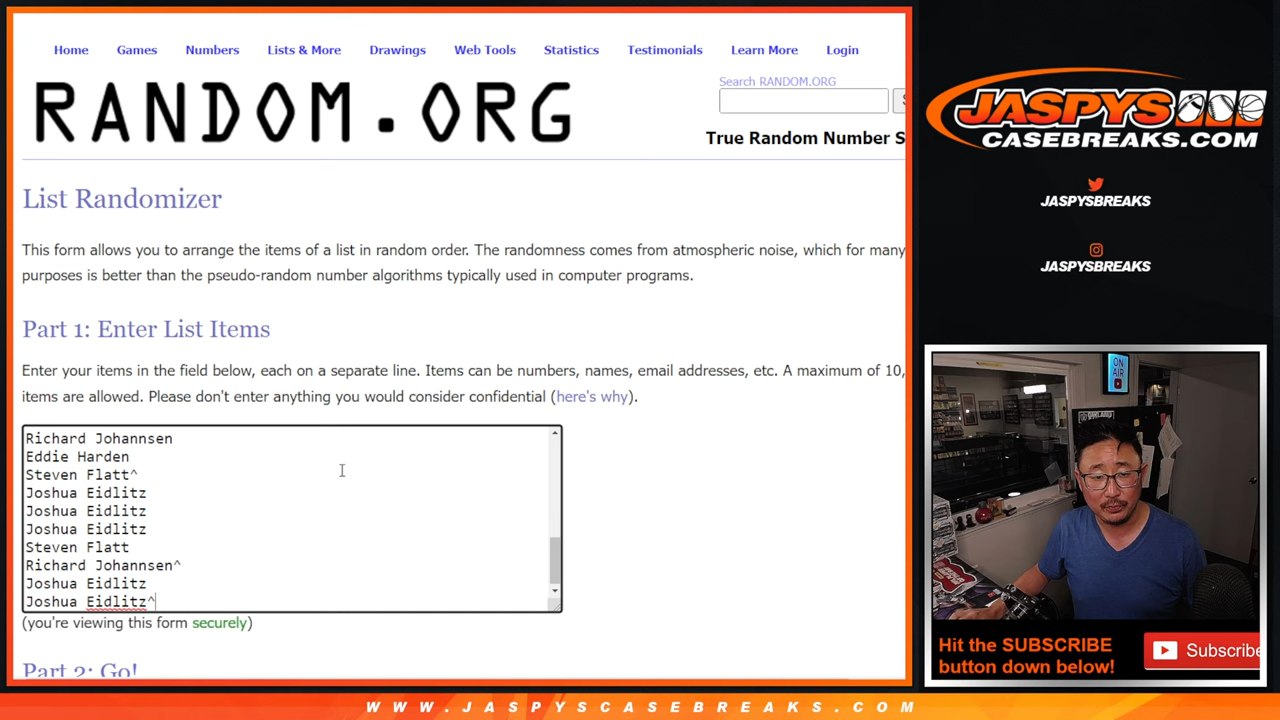 Home Games Numbers Lists & More Drawings Web Tools Statistics Testimonials Learn More Login
RANDOM.ORG
Search RANDOM.ORG
True Random Number S
List Randomizer
This form allows you to arrange the items of a list in random order. The randomness comes from atmospheric noise, which for many
purposes is better than the pseudo-random number algorithms typically used in computer programs.
Part 1: Enter List Items
Enter your items in the field below, each on a separate line. Items can be numbers, names, email addresses, etc. A maximum of 10,
items are allowed. Please don't enter anything you would consider confidential (here's why).
Richard Johannsen
Eddie Harden
Steven Flatt^
Joshua Eidlitz
Joshua Eidlitz
Joshua Eidlitz
Steven Flatt
Richard Johannsen^
Joshua Eidlitz
Joshua Eidlitz^
(you're viewing this form securely)
Part 2: Go!
JASPYS
CASEBREAKS.COM
JASPYSBREAKS
JASPYSBREAKS
ON
AIR
OAKLAND
Hit the SUBSCRIBE
button down below!
Subscribe
WWW.JASPYSCASEBREAKS.COM